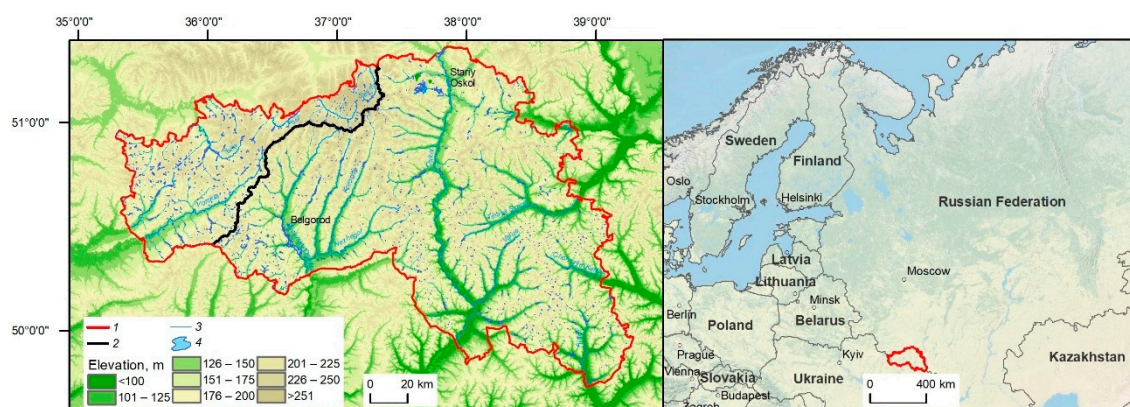 35°0'0"
36°0'0"
37°0'0"
38°0'0"
39°0'0"
51°0'0"
50°0'0"
Stariy
Oskol
Belgorod
Vorskla
1
2
3
4
Elevation, m
<100
101 – 125
126 – 150
151 – 175
176 – 200
201 – 225
226 – 250
>251
0 20 km
Sweden
Finland
Oslo
Stockholm
Helsinki
Russian Federation
Latvia
Lithuania
Moscow
Minsk
Berlin
Poland
Belarus
Prague
Kyiv
Vienna
Slovakia
Ukraine
Budapest
Zagreb
Kazakhstan
0 400 km